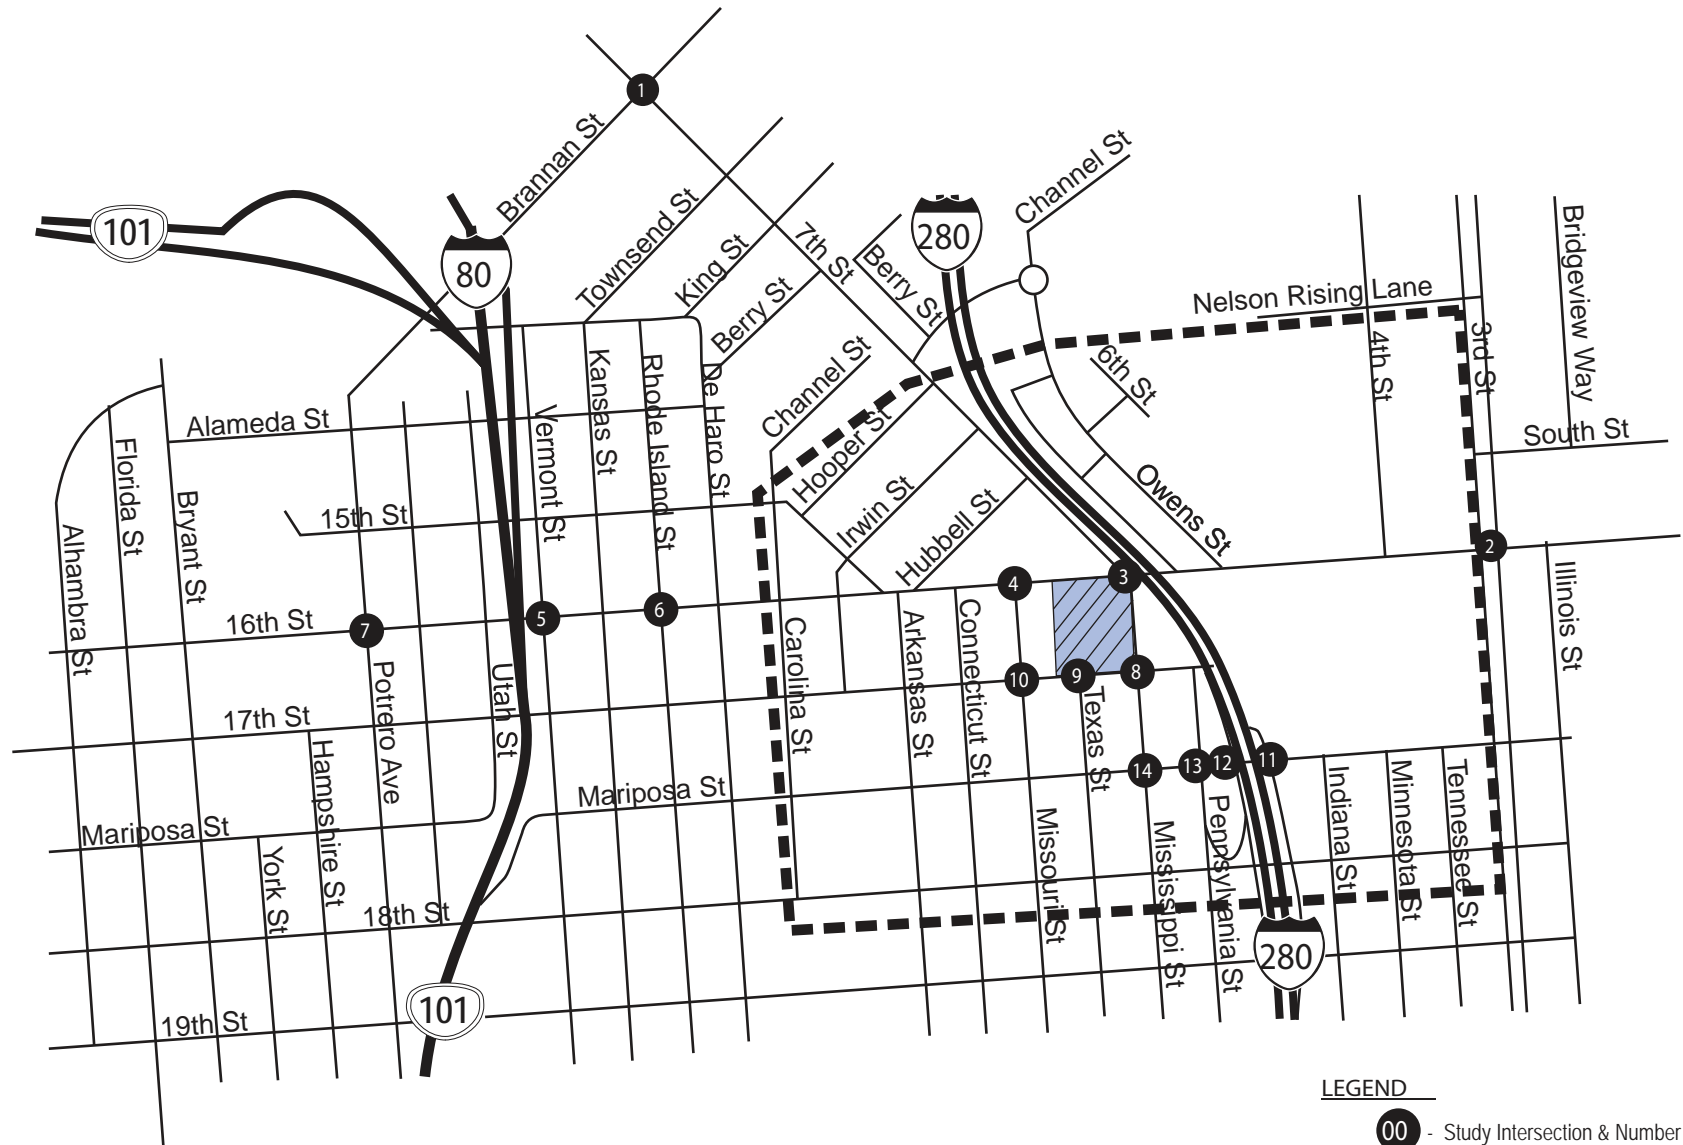 1
Brannan St
Channel St
101
80
Townsend St
King St
7th St
Berry St
280
Berry St
Nelson Rising Lane
Bridgeview Way
3rd St
4th St
6th St
Kansas St
Rhode Island St
De Haro St
Channel St
Hooper St
Vermont St
Alameda St
Florida St
Bryant St
Alhambra St
15th St
Irwin St
Hubbell St
Owens St
South St
2
Illinois St
16th St
7
5
6
4
3
Carolina St
Arkansas St
Connecticut St
10
9
8
Texas St
Potrero Ave
Utah St
17th St
Hampshire St
14
13
12
11
Mariposa St
Mariposa St
York St
Missouri St
Mississippi St
Pennsylvania St
Indiana St
Minnesota St
Tennessee St
18th St
280
101
19th St
LEGEND
00 - Study Intersection & Number